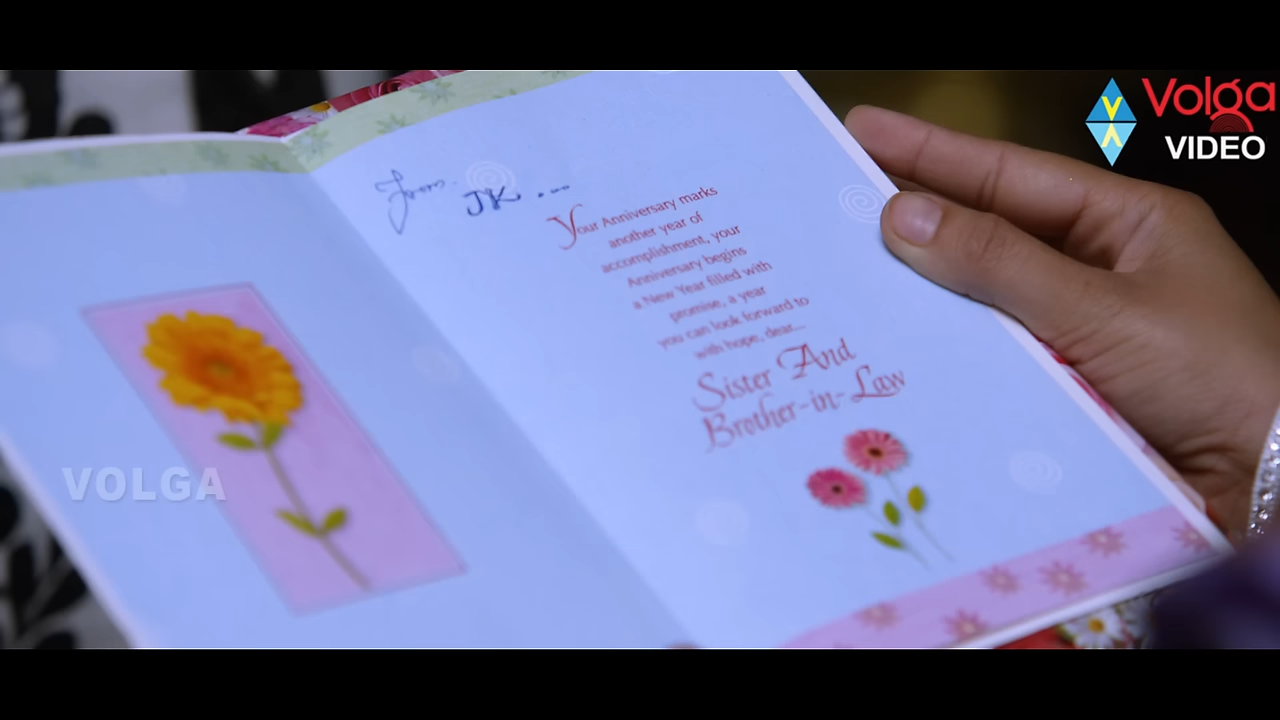 Volga
VIDEO
From.
JK ...
Your Anniversary marks
another year of
accomplishment, your
Anniversary begins
a New Year filled with
promise, a year
you can look forward to
with hope, dear...
Sister And
Brother-in-Law
VOLGA